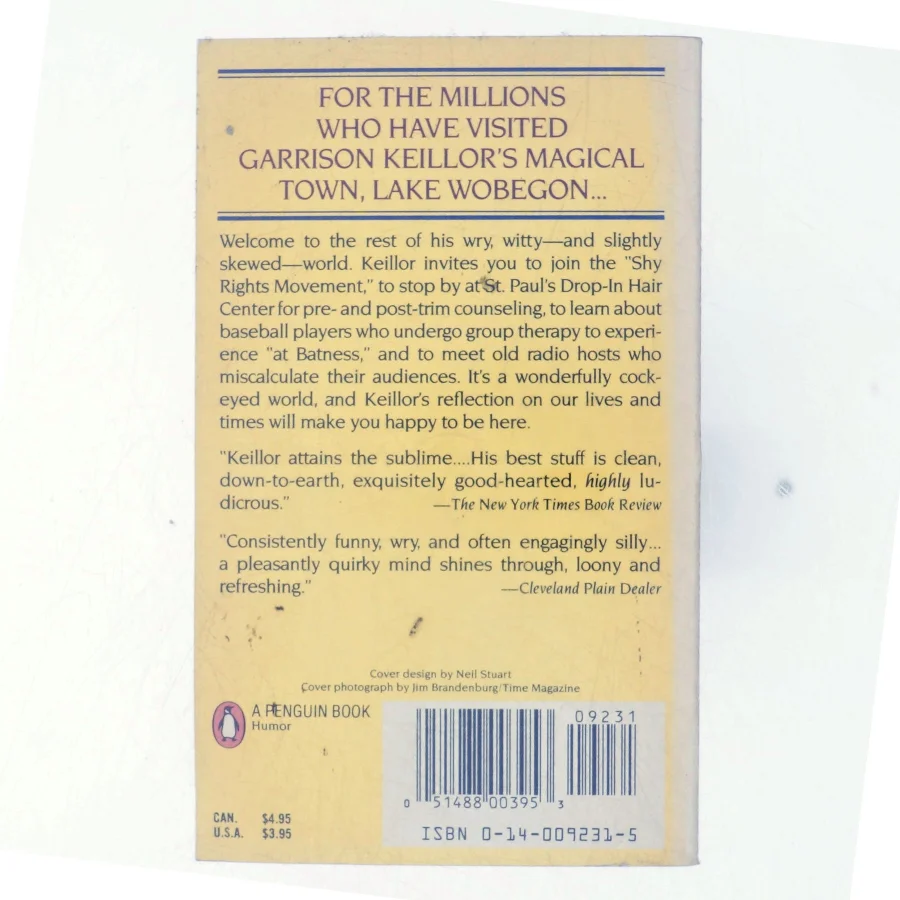 FOR THE MILLIONS
WHO HAVE VISITED
GARRISON KEILLOR'S MAGICAL
TOWN, LAKE WOBEGON...
Welcome to the rest of his wry, witty—and slightly
skewed—world. Keillor invites you to join the "Shy
Rights Movement," to stop by at St. Paul's Drop-In Hair
Center for pre- and post-trim counseling, to learn about
baseball players who undergo group therapy to experi-
ence "at Batness," and to meet old radio hosts who
miscalculate their audiences. It's a wonderfully cock-
eyed world, and Keillor's reflection on our lives and
times will make you happy to be here.
"Keillor attains the sublime....His best stuff is clean,
down-to-earth, exquisitely good-hearted, highly lu-
dicrous."
—The New York Times Book Review
"Consistently funny, wry, and often engagingly silly...
a pleasantly quirky mind shines through, loony and
refreshing."
—Cleveland Plain Dealer
Cover design by Neil Stuart
Cover photograph by Jim Brandenburg/Time Magazine
A PENGUIN BOOK
Humor
CAN. $4.95
U.S.A. $3.95
09231
0 51488 00395 3
ISBN 0-14-009231-5